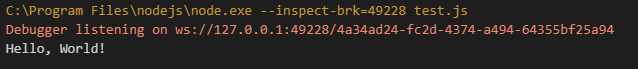 C:\Program Files\nodejs\node.exe --inspect-brk=49228 test.js
Debugger listening on ws://127.0.0.1:49228/4a34ad24-fc2d-4374-a494-64355bf25a94
Hello, World!